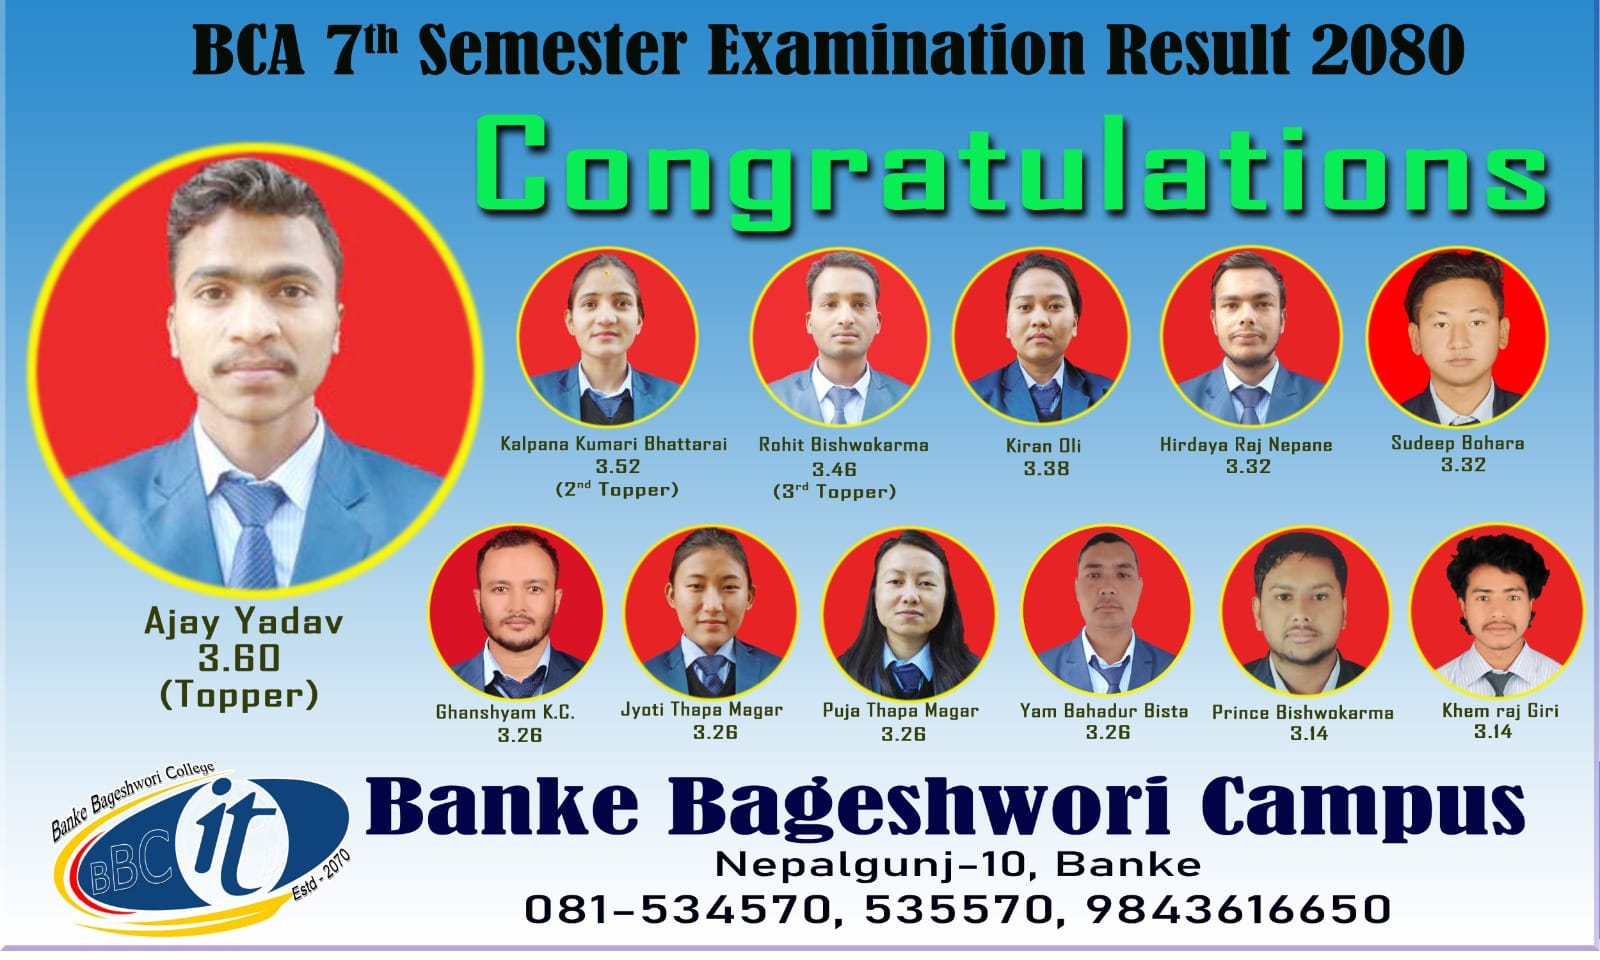 BCA 7th Semester Examination Result 2080
Congratulations
Ajay Yadav
3.60
(Topper)
Kalpana Kumari Bhattarai
3.52
(2nd Topper)
Rohit Bishwokarma
3.46
(3rd Topper)
Kiran Oli
3.38
Hirdaya Raj Nepane
3.32
Sudeep Bohara
3.32
Ghanshyam K.C.
3.26
Jyoti Thapa Magar
3.26
Puja Thapa Magar
3.26
Yam Bahadur Bista
3.26
Prince Bishwokarma
3.14
Khem raj Giri
3.14
Banke Bageshwori College
BBC it
Estd - 2070
Banke Bageshwori Campus
Nepalgunj-10, Banke
081-534570, 535570, 9843616650